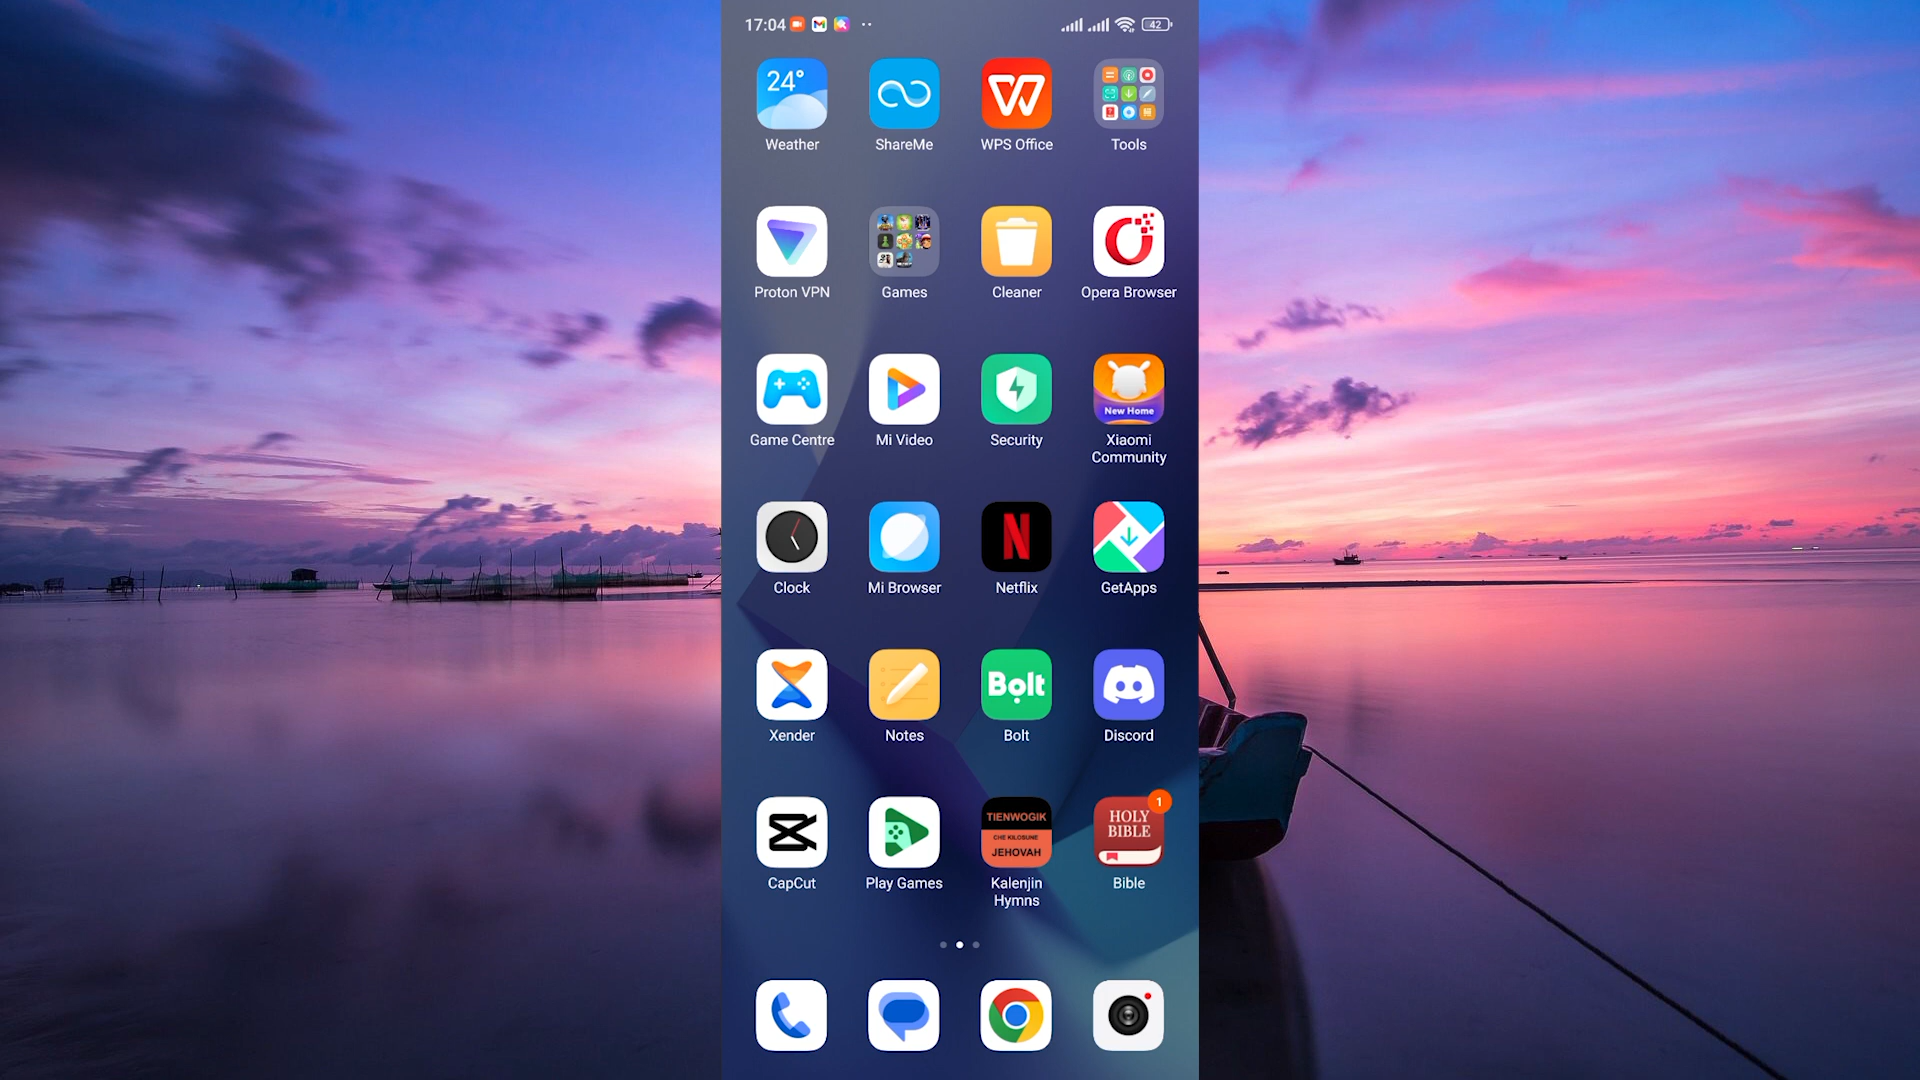 17:04
42
24°
Weather
ShareMe
WPS Office
Tools
Proton VPN
Games
Cleaner
Opera Browser
New Home
Game Centre
Mi Video
Security
Xiaomi
Community
Clock
Mi Browser
Netflix
GetApps
Bolt
Xender
Notes
Bolt
Discord
TIENWOGIK
CHE KILOSUNE
JEHOVAH
HOLY
BIBLE
1
CapCut
Play Games
Kalenjin
Hymns
Bible